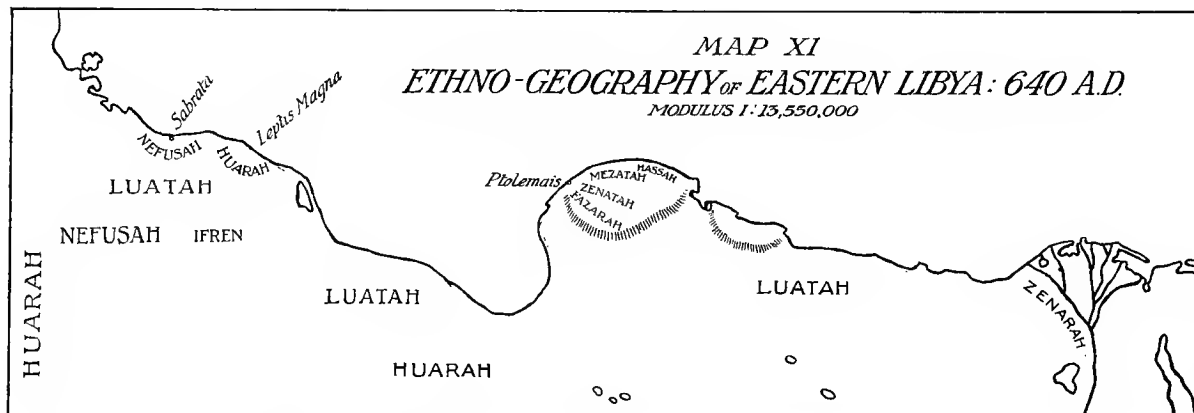 MAP XI
ETHNO-GEOGRAPHY OF EASTERN LIBYA: 640 A.D.
MODULUS 1:13,550,000
Sabrata
Leptis Magna
NEFUSAH
HUARAH
LUATAH
NEFUSAH
IFREN
HUARAH
LUATAH
HUARAH
Ptolemais
HASSAH
MEZATAH
ZENATAH
FAZARAH
LUATAH
ZENARAH